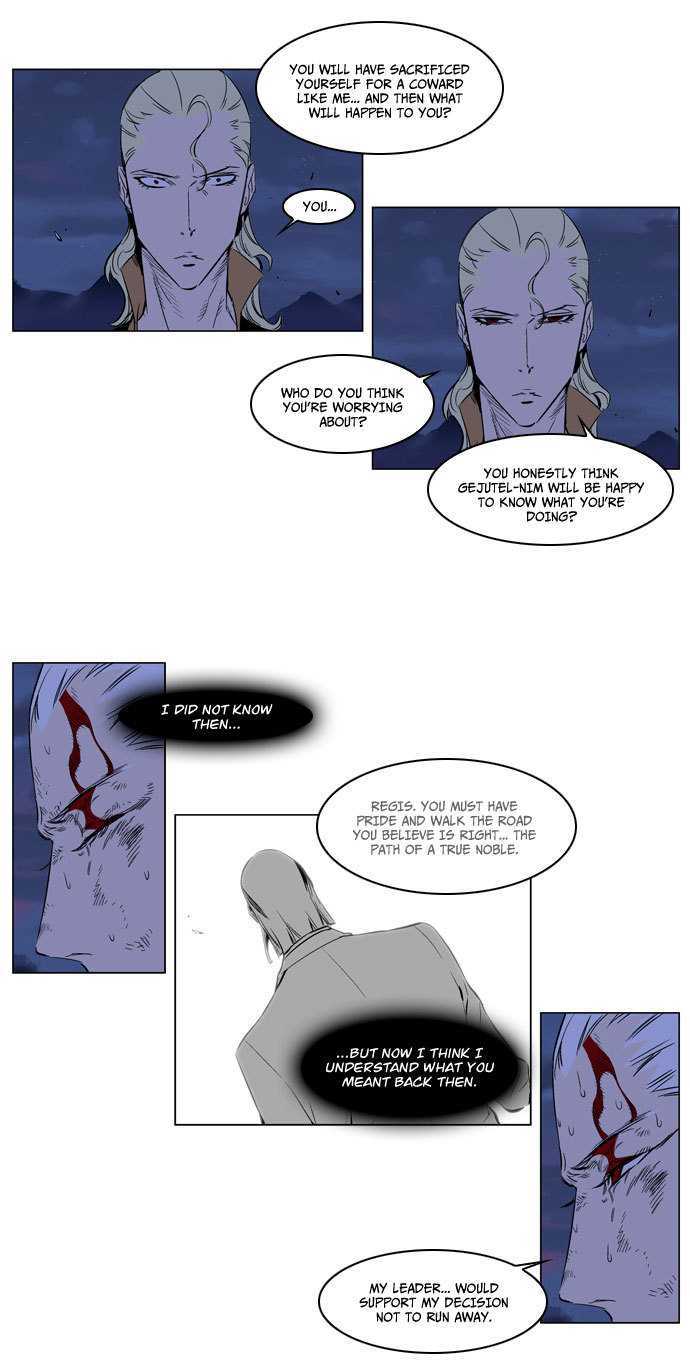 YOU WILL HAVE SACRIFICED
YOURSELF FOR A COWARD
LIKE ME... AND THEN WHAT
WILL HAPPEN TO YOU?
YOU...
WHO DO YOU THINK
YOU'RE WORRYING
ABOUT?
YOU HONESTLY THINK
GEJUTEL-NIM WILL BE HAPPY
TO KNOW WHAT YOU'RE
DOING?
I DID NOT KNOW
THEN...
REGIS. YOU MUST HAVE
PRIDE AND WALK THE ROAD
YOU BELIEVE IS RIGHT... THE
PATH OF A TRUE NOBLE.
...BUT NOW I THINK I
UNDERSTAND WHAT YOU
MEANT BACK THEN.
MY LEADER... WOULD
SUPPORT MY DECISION
NOT TO RUN AWAY.